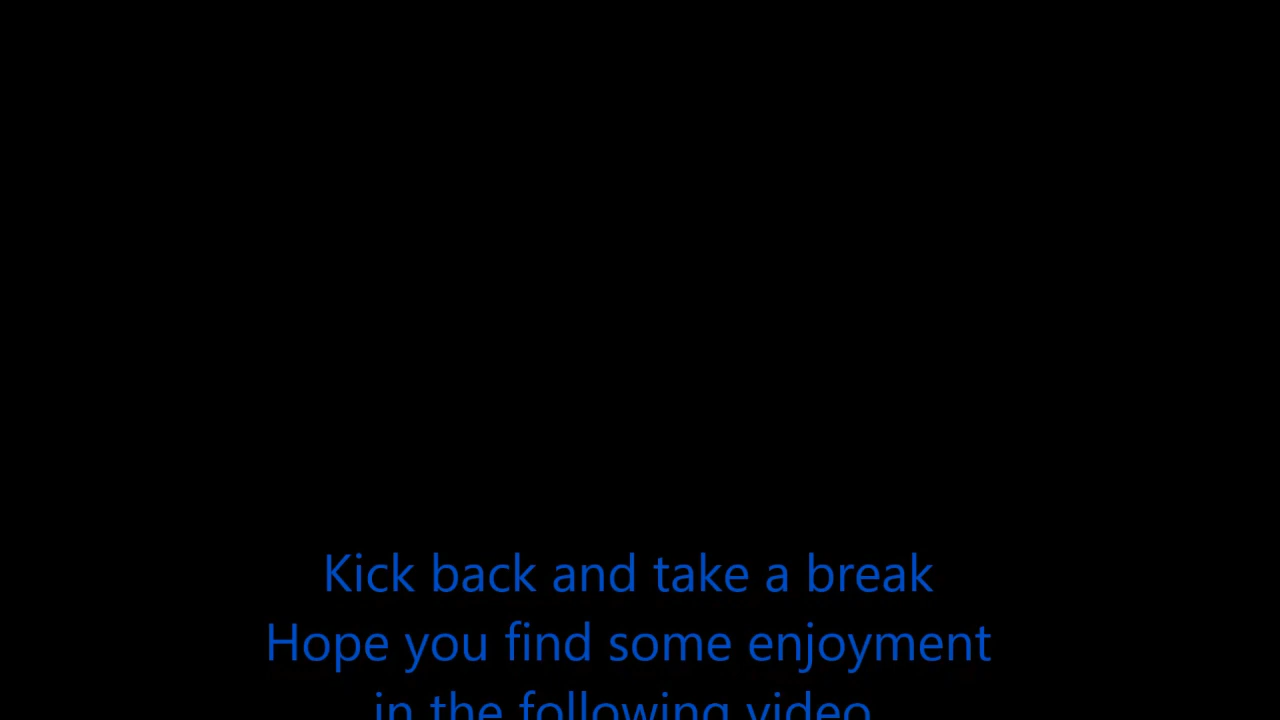 Kick back and take a break
Hope you find some enjoyment
in the following video